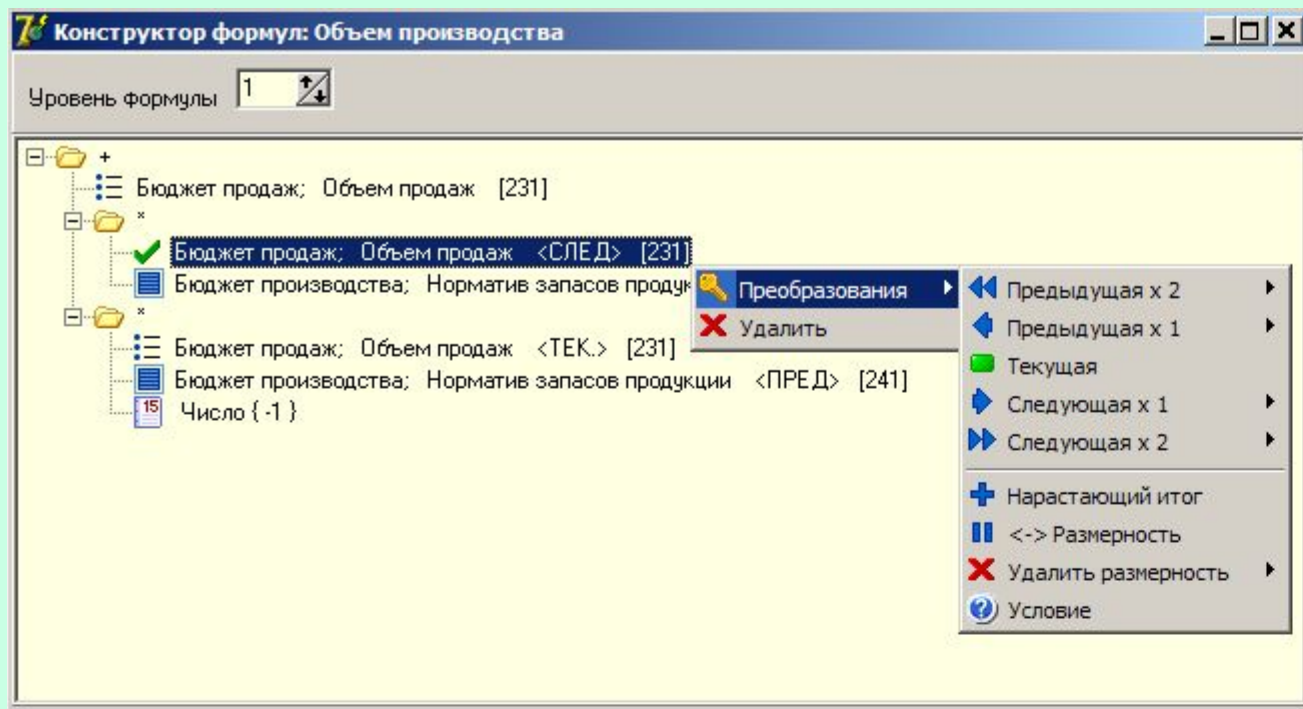 Конструктор формул: Объем производства
Уровень формулы 1
+
Бюджет продаж; Объем продаж [231]
*
Бюджет продаж; Объем продаж <СЛЕД> [231]
Бюджет производства; Норматив запасов продук
*
Бюджет продаж; Объем продаж <ТЕК.> [231]
Бюджет производства; Норматив запасов продукции <ПРЕД> [241]
15 Число { -1 }
Преобразования
Удалить
Предыдущая x 2
Предыдущая x 1
Текущая
Следующая x 1
Следующая x 2
Нарастающий итог
<-> Размерность
Удалить размерность
Условие